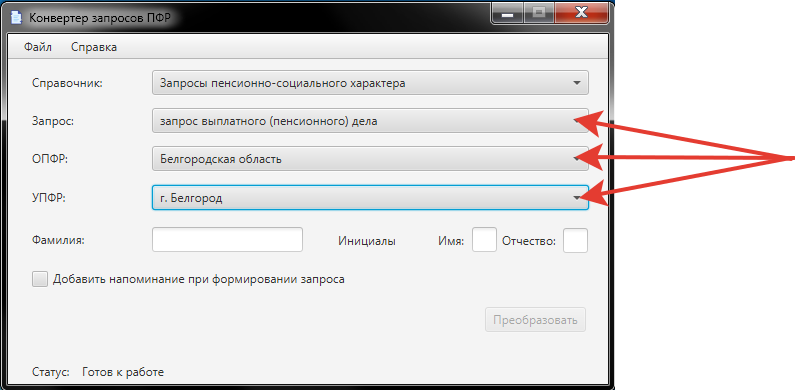 Конвертер запросов ПФР
Файл Справка
Справочник: Запросы пенсионно-социального характера
Запрос: запрос выплатного (пенсионного) дела
ОПФР: Белгородская область
УПФР: г. Белгород
Фамилия: Инициалы Имя: Отчество:
Добавить напоминание при формировании запроса
Преобразовать
Статус: Готов к работе